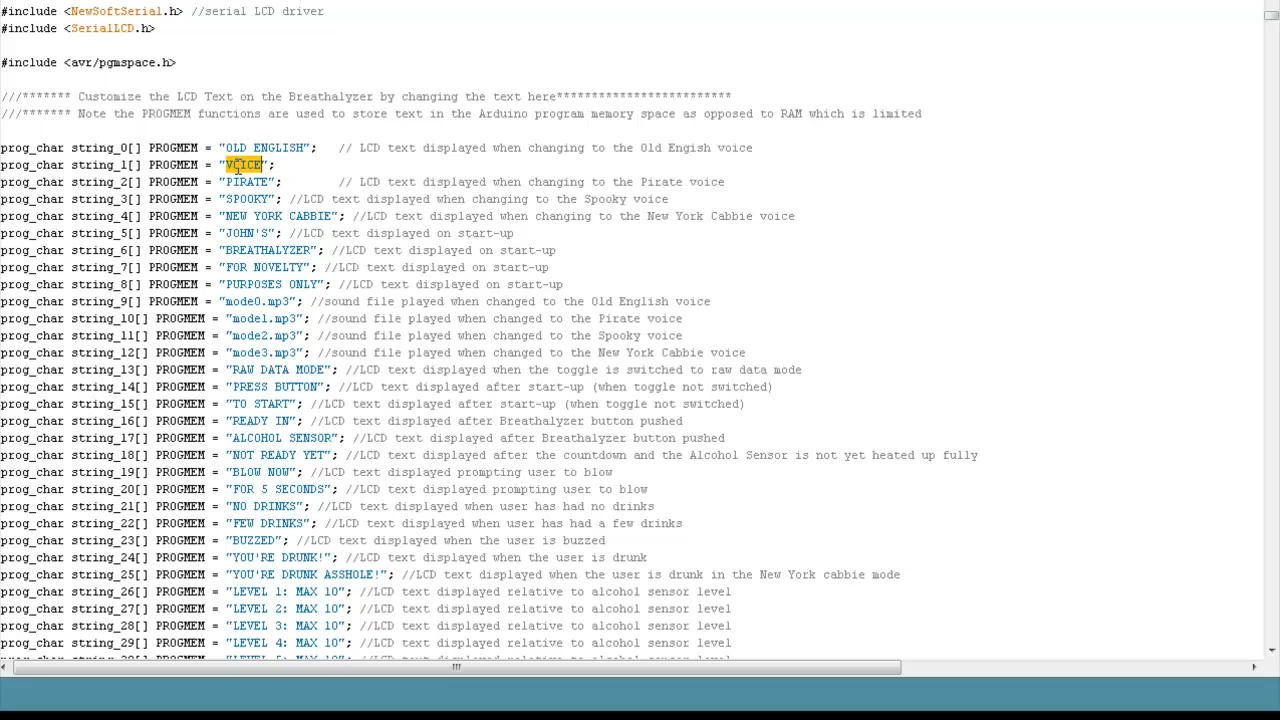 #include <NewSoftSerial.h> //serial LCD driver
#include <SerialLCD.h>
#include <avr/pgmspace.h>
///******* Customize the LCD Text on the Breathalyzer by changing the text here*************************
///******* Note the PROGMEM functions are used to store text in the Arduino program memory space as opposed to RAM which is limited
prog_char string_0[] PROGMEM = "OLD ENGLISH";   // LCD text displayed when changing to the Old Engish voice
prog_char string_1[] PROGMEM = "VOICE";
prog_char string_2[] PROGMEM = "PIRATE";        // LCD text displayed when changing to the Pirate voice
prog_char string_3[] PROGMEM = "SPOOKY"; //LCD text displayed when changing to the Spooky voice
prog_char string_4[] PROGMEM = "NEW YORK CABBIE"; //LCD text displayed when changing to the New York Cabbie voice
prog_char string_5[] PROGMEM = "JOHN'S"; //LCD text displayed on start-up
prog_char string_6[] PROGMEM = "BREATHALYZER"; //LCD text displayed on start-up
prog_char string_7[] PROGMEM = "FOR NOVELTY"; //LCD text displayed on start-up
prog_char string_8[] PROGMEM = "PURPOSES ONLY"; //LCD text displayed on start-up
prog_char string_9[] PROGMEM = "mode0.mp3"; //sound file played when changed to the Old English voice
prog_char string_10[] PROGMEM = "mode1.mp3"; //sound file played when changed to the Pirate voice
prog_char string_11[] PROGMEM = "mode2.mp3"; //sound file played when changed to the Spooky voice
prog_char string_12[] PROGMEM = "mode3.mp3"; //sound file played when changed to the New York Cabbie voice
prog_char string_13[] PROGMEM = "RAW DATA MODE"; //LCD text displayed when the toggle is switched to raw data mode
prog_char string_14[] PROGMEM = "PRESS BUTTON"; //LCD text displayed after start-up (when toggle not switched)
prog_char string_15[] PROGMEM = "TO START"; //LCD text displayed after start-up (when toggle not switched)
prog_char string_16[] PROGMEM = "READY IN"; //LCD text displayed after Breathalyzer button pushed
prog_char string_17[] PROGMEM = "ALCOHOL SENSOR"; //LCD text displayed after Breathalyzer button pushed
prog_char string_18[] PROGMEM = "NOT READY YET"; //LCD text displayed after the countdown and the Alcohol Sensor is not yet heated up fully
prog_char string_19[] PROGMEM = "BLOW NOW"; //LCD text displayed prompting user to blow
prog_char string_20[] PROGMEM = "FOR 5 SECONDS"; //LCD text displayed prompting user to blow
prog_char string_21[] PROGMEM = "NO DRINKS"; //LCD text displayed when user has had no drinks
prog_char string_22[] PROGMEM = "FEW DRINKS"; //LCD text displayed when user has had a few drinks
prog_char string_23[] PROGMEM = "BUZZED"; //LCD text displayed when the user is buzzed
prog_char string_24[] PROGMEM = "YOU'RE DRUNK!"; //LCD text displayed when the user is drunk
prog_char string_25[] PROGMEM = "YOU'RE DRUNK ASSHOLE!"; //LCD text displayed when the user is drunk in the New York cabbie mode
prog_char string_26[] PROGMEM = "LEVEL 1: MAX 10"; //LCD text displayed relative to alcohol sensor level
prog_char string_27[] PROGMEM = "LEVEL 2: MAX 10"; //LCD text displayed relative to alcohol sensor level
prog_char string_28[] PROGMEM = "LEVEL 3: MAX 10"; //LCD text displayed relative to alcohol sensor level
prog_char string_29[] PROGMEM = "LEVEL 4: MAX 10"; //LCD text displayed relative to alcohol sensor level